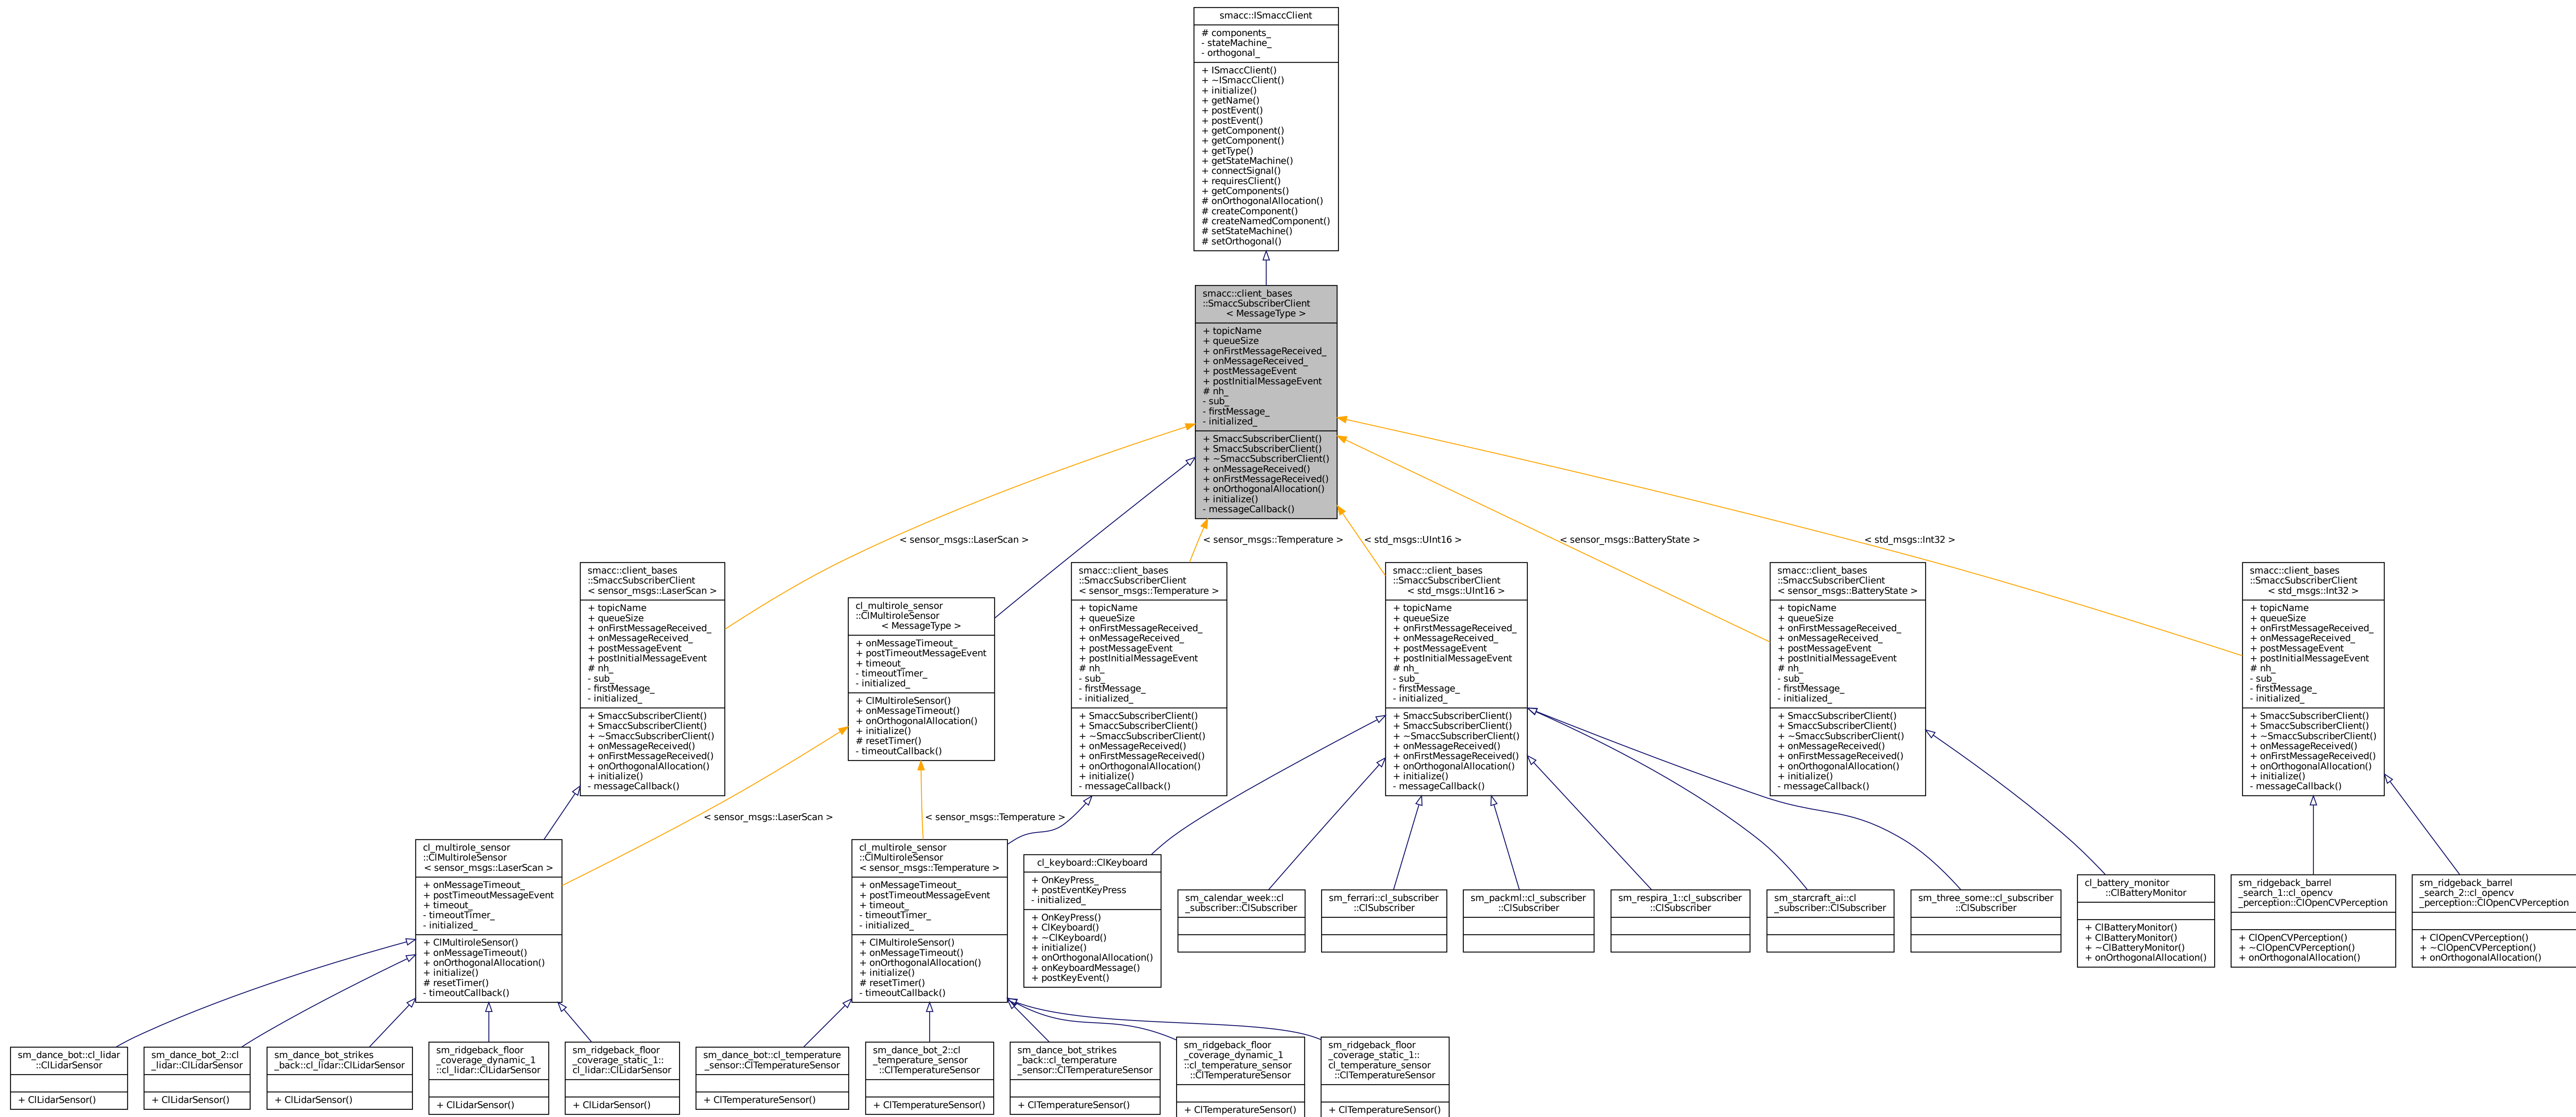 smacc::ISmaccClient
# components_
- stateMachine_
- orthogonal_
+ ISmaccClient()
+ ~ISmaccClient()
+ initialize()
+ getName()
+ postEvent()
+ postEvent()
+ getComponent()
+ getComponent()
+ getType()
+ getStateMachine()
+ connectSignal()
+ requiresClient()
+ getComponents()
# onOrthogonalAllocation()
# createComponent()
# createNamedComponent()
# setStateMachine()
# setOrthogonal()
smacc::client_bases
::SmaccSubscriberClient
< MessageType >
+ topicName
+ queueSize
+ onFirstMessageReceived_
+ onMessageReceived_
+ postMessageEvent
+ postInitialMessageEvent
# nh_
- sub_
- firstMessage_
- initialized_
+ SmaccSubscriberClient()
+ SmaccSubscriberClient()
+ ~SmaccSubscriberClient()
+ onMessageReceived()
+ onFirstMessageReceived()
+ onOrthogonalAllocation()
+ initialize()
- messageCallback()
< sensor_msgs::LaserScan >
< sensor_msgs::Temperature >
< std_msgs::UInt16 >
< sensor_msgs::BatteryState >
< std_msgs::Int32 >
smacc::client_bases
::SmaccSubscriberClient
< sensor_msgs::LaserScan >
+ topicName
+ queueSize
+ onFirstMessageReceived_
+ onMessageReceived_
+ postMessageEvent
+ postInitialMessageEvent
# nh_
- sub_
- firstMessage_
- initialized_
+ SmaccSubscriberClient()
+ SmaccSubscriberClient()
+ ~SmaccSubscriberClient()
+ onMessageReceived()
+ onFirstMessageReceived()
+ onOrthogonalAllocation()
+ initialize()
- messageCallback()
cl_multirole_sensor
::ClMultiroleSensor
< MessageType >
+ onMessageTimeout_
+ postTimeoutMessageEvent
+ timeout_
- timeoutTimer_
- initialized_
+ ClMultiroleSensor()
+ onMessageTimeout()
+ onOrthogonalAllocation()
+ initialize()
# resetTimer()
- timeoutCallback()
smacc::client_bases
::SmaccSubscriberClient
< sensor_msgs::Temperature >
+ topicName
+ queueSize
+ onFirstMessageReceived_
+ onMessageReceived_
+ postMessageEvent
+ postInitialMessageEvent
# nh_
- sub_
- firstMessage_
- initialized_
+ SmaccSubscriberClient()
+ SmaccSubscriberClient()
+ ~SmaccSubscriberClient()
+ onMessageReceived()
+ onFirstMessageReceived()
+ onOrthogonalAllocation()
+ initialize()
- messageCallback()
smacc::client_bases
::SmaccSubscriberClient
< std_msgs::UInt16 >
+ topicName
+ queueSize
+ onFirstMessageReceived_
+ onMessageReceived_
+ postMessageEvent
+ postInitialMessageEvent
# nh_
- sub_
- firstMessage_
- initialized_
+ SmaccSubscriberClient()
+ SmaccSubscriberClient()
+ ~SmaccSubscriberClient()
+ onMessageReceived()
+ onFirstMessageReceived()
+ onOrthogonalAllocation()
+ initialize()
- messageCallback()
smacc::client_bases
::SmaccSubscriberClient
< sensor_msgs::BatteryState >
+ topicName
+ queueSize
+ onFirstMessageReceived_
+ onMessageReceived_
+ postMessageEvent
+ postInitialMessageEvent
# nh_
- sub_
- firstMessage_
- initialized_
+ SmaccSubscriberClient()
+ SmaccSubscriberClient()
+ ~SmaccSubscriberClient()
+ onMessageReceived()
+ onFirstMessageReceived()
+ onOrthogonalAllocation()
+ initialize()
- messageCallback()
smacc::client_bases
::SmaccSubscriberClient
< std_msgs::Int32 >
+ topicName
+ queueSize
+ onFirstMessageReceived_
+ onMessageReceived_
+ postMessageEvent
+ postInitialMessageEvent
# nh_
- sub_
- firstMessage_
- initialized_
+ SmaccSubscriberClient()
+ SmaccSubscriberClient()
+ ~SmaccSubscriberClient()
+ onMessageReceived()
+ onFirstMessageReceived()
+ onOrthogonalAllocation()
+ initialize()
- messageCallback()
< sensor_msgs::LaserScan >
< sensor_msgs::Temperature >
cl_multirole_sensor
::ClMultiroleSensor
< sensor_msgs::LaserScan >
+ onMessageTimeout_
+ postTimeoutMessageEvent
+ timeout_
- timeoutTimer_
- initialized_
+ ClMultiroleSensor()
+ onMessageTimeout()
+ onOrthogonalAllocation()
+ initialize()
# resetTimer()
- timeoutCallback()
cl_multirole_sensor
::ClMultiroleSensor
< sensor_msgs::Temperature >
+ onMessageTimeout_
+ postTimeoutMessageEvent
+ timeout_
- timeoutTimer_
- initialized_
+ ClMultiroleSensor()
+ onMessageTimeout()
+ onOrthogonalAllocation()
+ initialize()
# resetTimer()
- timeoutCallback()
cl_keyboard::ClKeyboard
+ OnKeyPress_
+ postEventKeyPress
- initialized_
+ OnKeyPress()
+ ClKeyboard()
+ ~ClKeyboard()
+ initialize()
+ onOrthogonalAllocation()
+ onKeyboardMessage()
+ postKeyEvent()
sm_calendar_week::cl
_subscriber::ClSubscriber
sm_ferrari::cl_subscriber
::ClSubscriber
sm_packml::cl_subscriber
::ClSubscriber
sm_respira_1::cl_subscriber
::ClSubscriber
sm_starcraft_ai::cl
_subscriber::ClSubscriber
sm_three_some::cl_subscriber
::ClSubscriber
cl_battery_monitor
::ClBatteryMonitor
+ ClBatteryMonitor()
+ ClBatteryMonitor()
+ ~ClBatteryMonitor()
+ onOrthogonalAllocation()
sm_ridgeback_barrel
_search_1::cl_opencv
_perception::ClOpenCVPerception
+ ClOpenCVPerception()
+ ~ClOpenCVPerception()
+ onOrthogonalAllocation()
sm_ridgeback_barrel
_search_2::cl_opencv
_perception::ClOpenCVPerception
+ ClOpenCVPerception()
+ ~ClOpenCVPerception()
+ onOrthogonalAllocation()
sm_dance_bot::cl_lidar
::ClLidarSensor
+ ClLidarSensor()
sm_dance_bot_2::cl
_lidar::ClLidarSensor
+ ClLidarSensor()
sm_dance_bot_strikes
_back::cl_lidar::ClLidarSensor
+ ClLidarSensor()
sm_ridgeback_floor
_coverage_dynamic_1
::cl_lidar::ClLidarSensor
+ ClLidarSensor()
sm_ridgeback_floor
_coverage_static_1::
cl_lidar::ClLidarSensor
+ ClLidarSensor()
sm_dance_bot::cl_temperature
_sensor::ClTemperatureSensor
+ ClTemperatureSensor()
sm_dance_bot_2::cl
_temperature_sensor
::ClTemperatureSensor
+ ClTemperatureSensor()
sm_dance_bot_strikes
_back::cl_temperature
_sensor::ClTemperatureSensor
+ ClTemperatureSensor()
sm_ridgeback_floor
_coverage_dynamic_1
::cl_temperature_sensor
::ClTemperatureSensor
+ ClTemperatureSensor()
sm_ridgeback_floor
_coverage_static_1::
cl_temperature_sensor
::ClTemperatureSensor
+ ClTemperatureSensor()